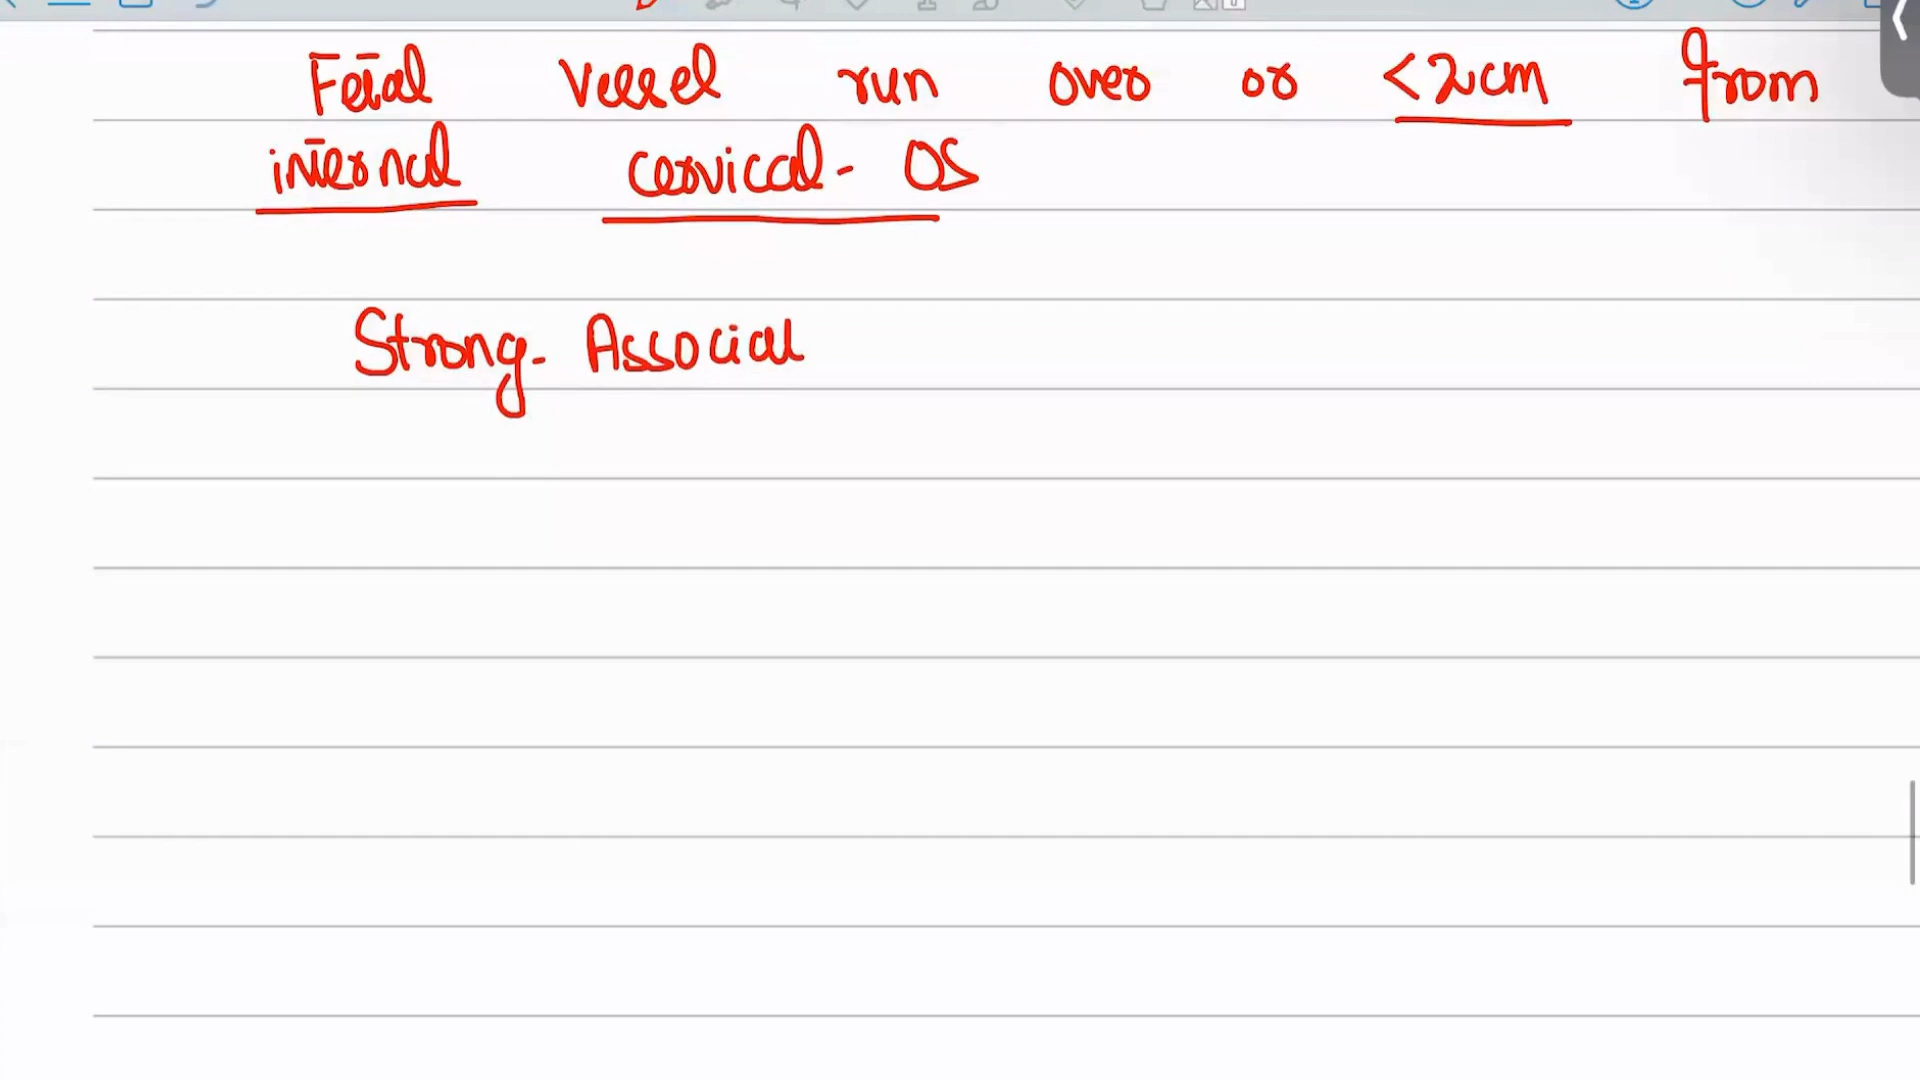 Fetal Vessel run over or <2cm from
internal cervical- OS
Strong- Associal